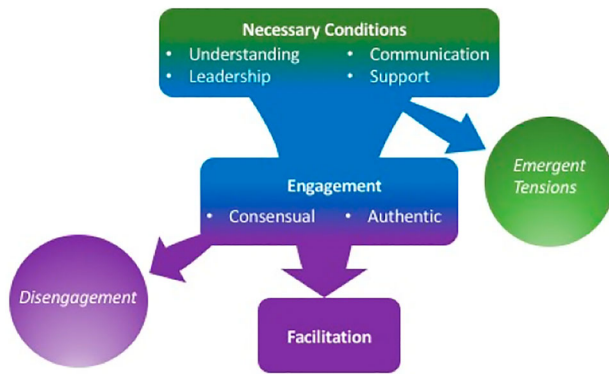 Necessary Conditions
• Understanding • Communication
• Leadership • Support
Emergent
Tensions
Engagement
• Consensual • Authentic
Disengagement
Facilitation